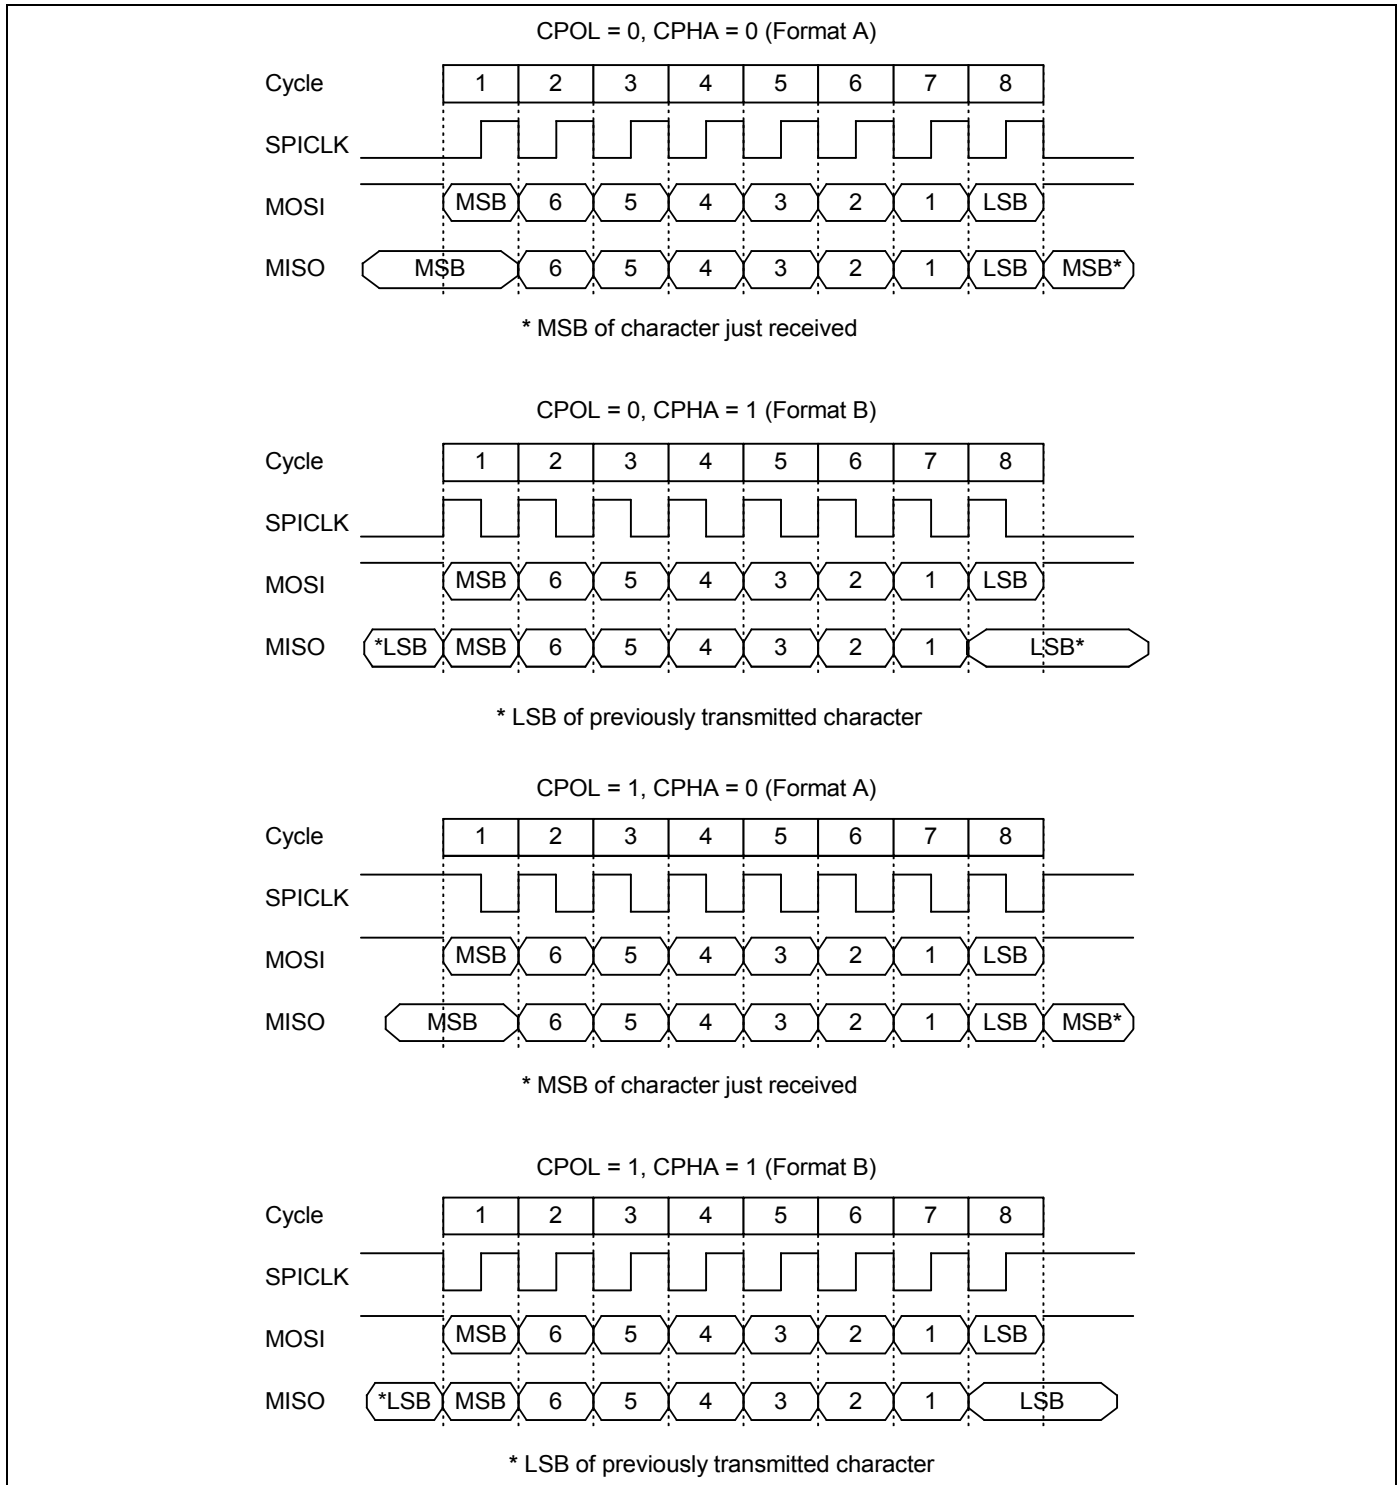 CPOL = 0, CPHA = 0 (Format A)
Cycle 1 2 3 4 5 6 7 8
SPICLK
MOSI MSB 6 5 4 3 2 1 LSB
MISO MSB 6 5 4 3 2 1 LSB MSB*
* MSB of character just received
CPOL = 0, CPHA = 1 (Format B)
Cycle 1 2 3 4 5 6 7 8
SPICLK
MOSI MSB 6 5 4 3 2 1 LSB
MISO *LSB MSB 6 5 4 3 2 1 LSB*
* LSB of previously transmitted character
CPOL = 1, CPHA = 0 (Format A)
Cycle 1 2 3 4 5 6 7 8
SPICLK
MOSI MSB 6 5 4 3 2 1 LSB
MISO MSB 6 5 4 3 2 1 LSB MSB*
* MSB of character just received
CPOL = 1, CPHA = 1 (Format B)
Cycle 1 2 3 4 5 6 7 8
SPICLK
MOSI MSB 6 5 4 3 2 1 LSB
MISO *LSB MSB 6 5 4 3 2 1 LSB
* LSB of previously transmitted character